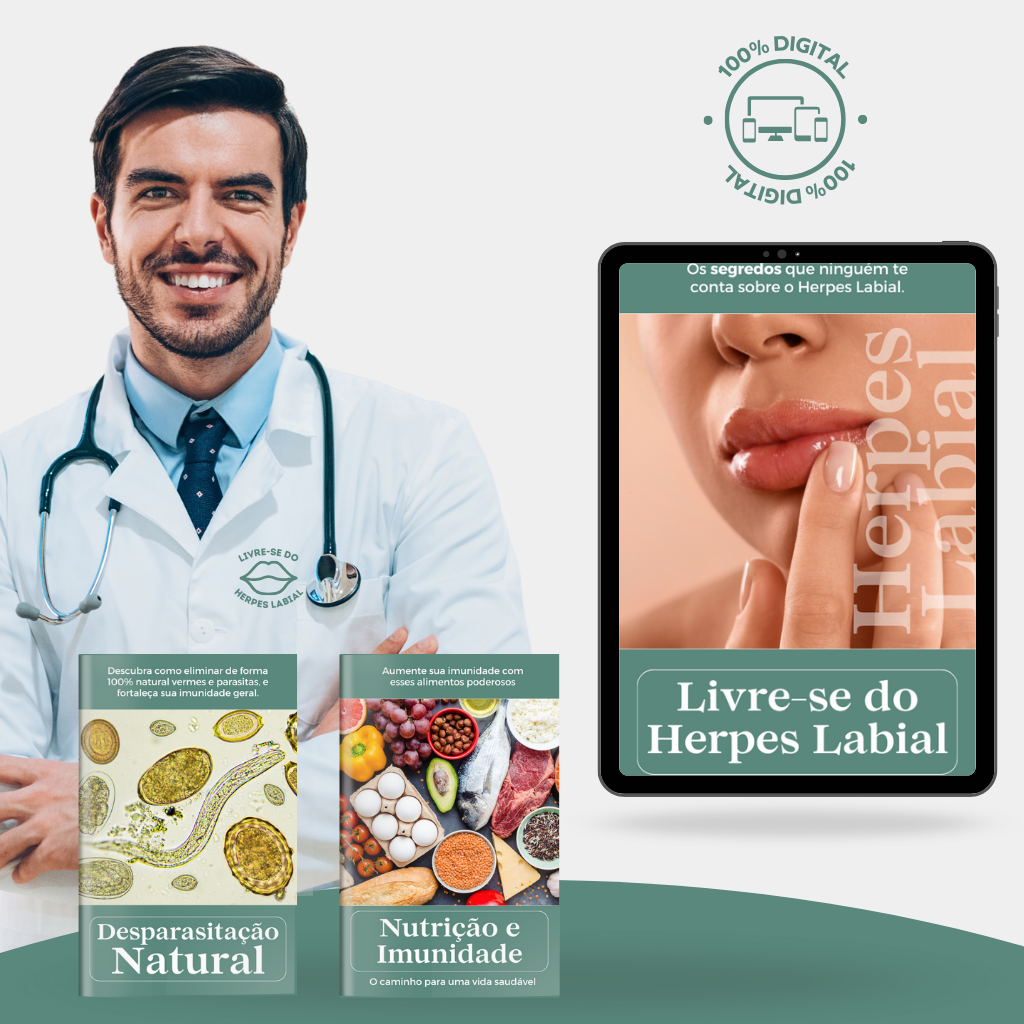 100% DIGITAL
100% DIGITAL
Os segredos que ninguém te
conta sobre o Herpes Labial.
Herpes
Labial
Livre-se do
Herpes Labial
LIVRE-SE DO
HERPES LABIAL
Descubra como eliminar de forma
100% natural vermes e parasitas, e
fortaleça sua imunidade geral.
Desparasitação
Natural
Aumente sua imunidade com
esses alimentos poderosos
Nutrição e
Imunidade
O caminho para uma vida saudável